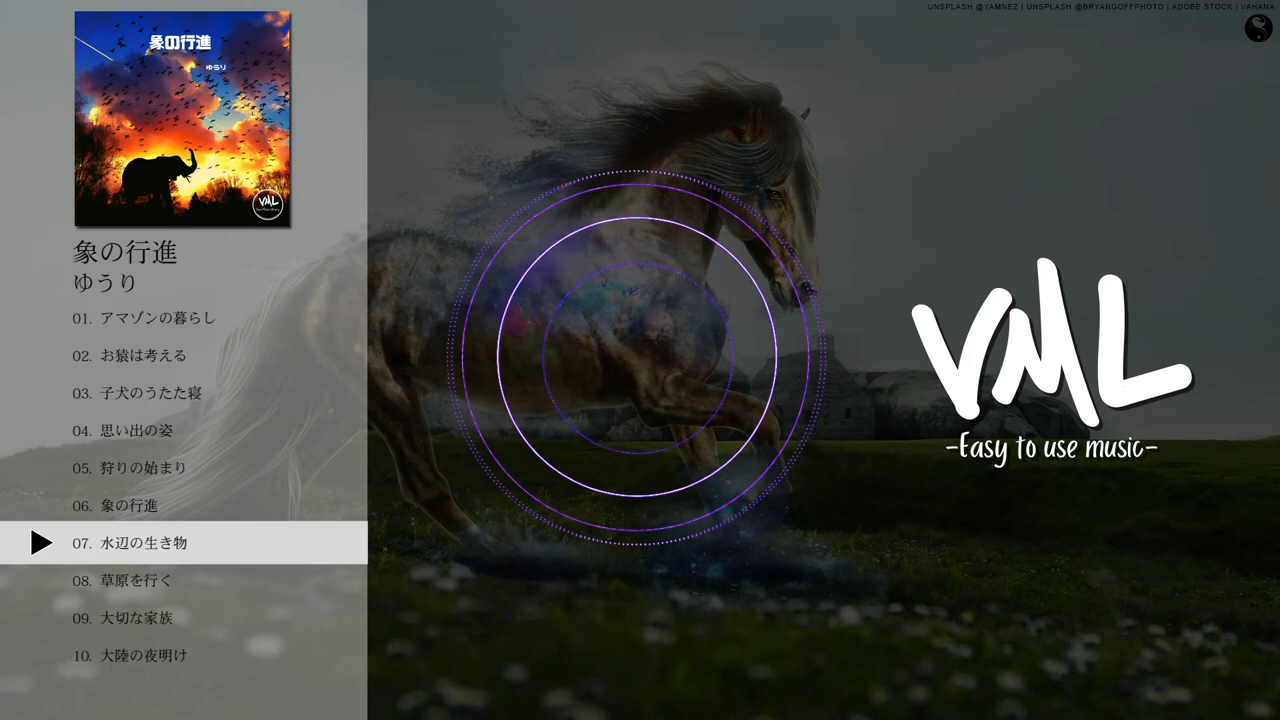 UNSPLASH @YAMNEZ | UNSPLASH @BRYANGOFFPHOTO | ADOBE STOCK | VAHANA
象の行進
ゆうり
VML
象の行進
ゆうり
01. アマゾンの暮らし
02. お猿は考える
03. 子犬のうたた寝
04. 思い出の姿
05. 狩りの始まり
06. 象の行進
07. 水辺の生き物
08. 草原を行く
09. 大切な家族
10. 大陸の夜明け
VML
-Easy to use music-